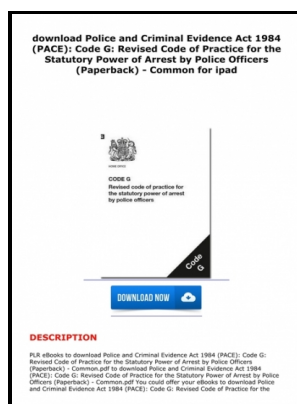 download Police and Criminal Evidence Act 1984
(PACE): Code G: Revised Code of Practice for the
Statutory Power of Arrest by Police Officers
(Paperback) - Common for ipad
CODE G
Revised code of practice for
the statutory power of arrest
by police officers
Code
G
DOWNLOAD NOW
DESCRIPTION
PLR eBooks to download Police and Criminal Evidence Act 1984 (PACE): Code G:
Revised Code of Practice for the Statutory Power of Arrest by Police Officers
(Paperback) - Common.pdf to download Police and Criminal Evidence Act 1984
(PACE): Code G: Revised Code of Practice for the Statutory Power of Arrest by Police
Officers (Paperback) - Common.pdf You could offer your eBooks to download Police
and Criminal Evidence Act 1984 (PACE): Code G: Revised Code of Practice for the